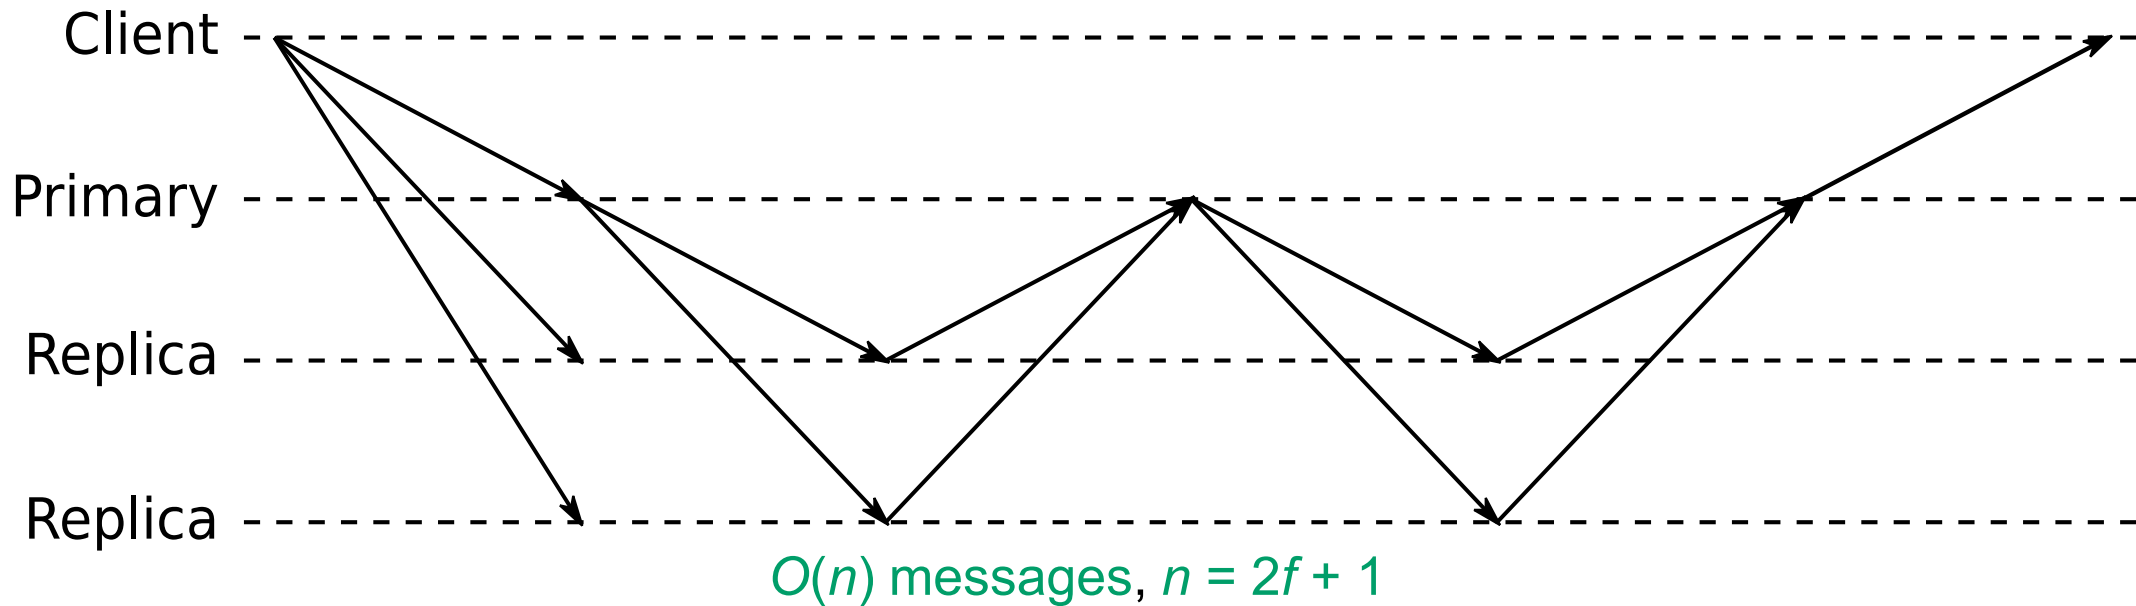 Client
Primary
Replica
Replica
O(n) messages, n = 2f + 1